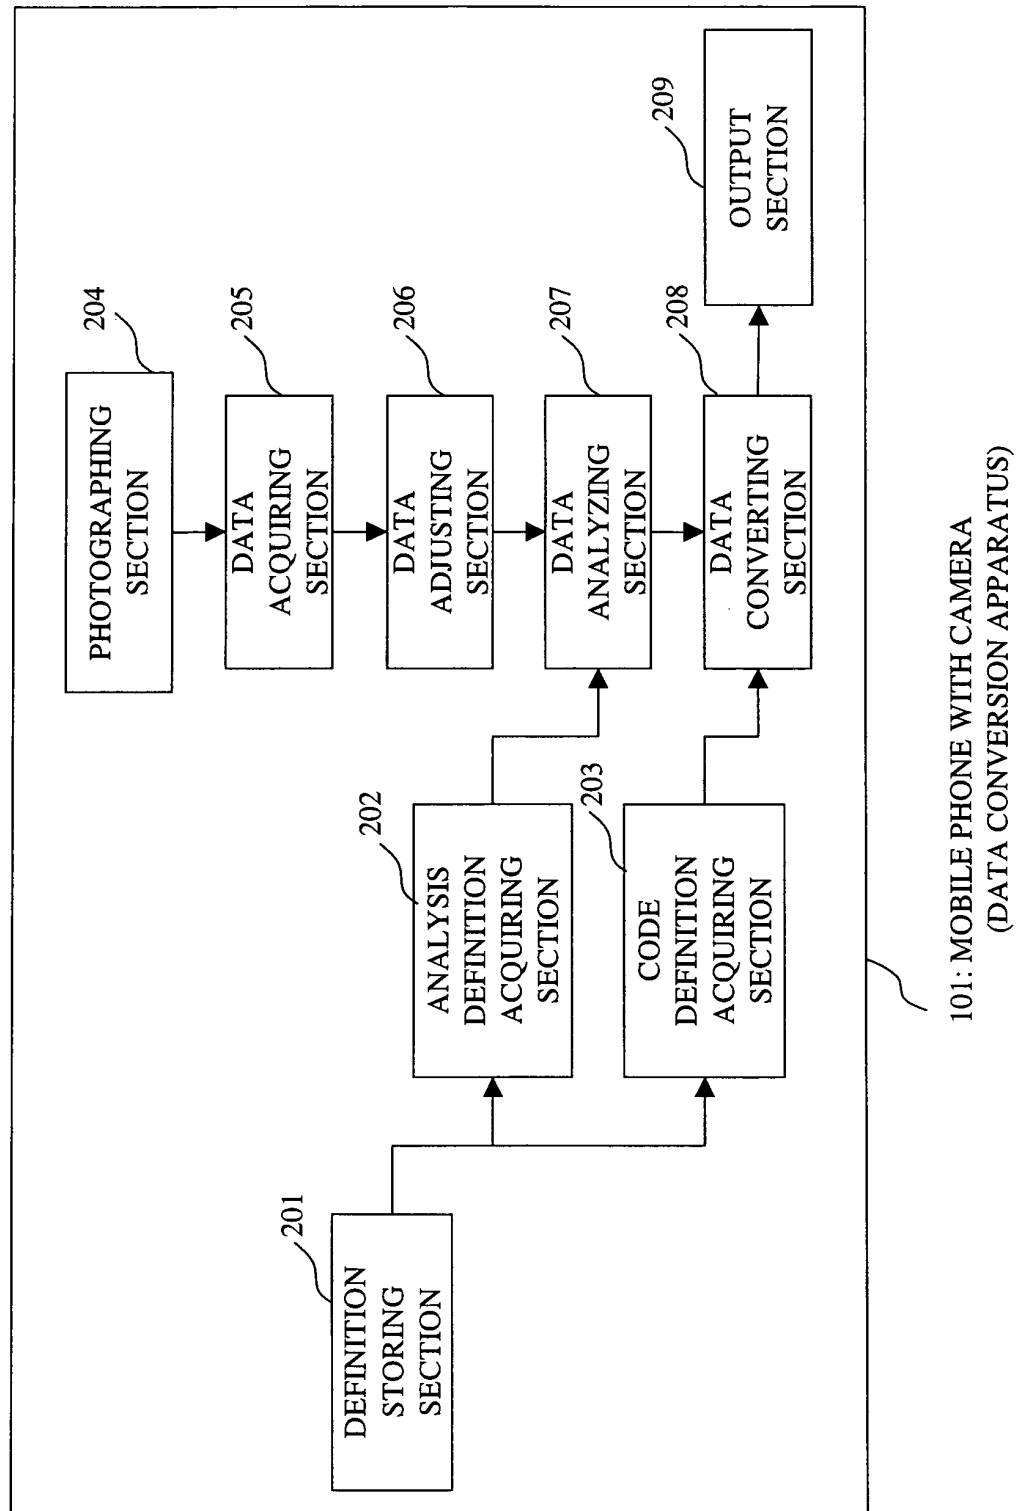 204
PHOTOGRAPHING
SECTION
205
DATA
ACQUIRING
SECTION
206
DATA
ADJUSTING
SECTION
207
DATA
ANALYZING
SECTION
208
DATA
CONVERTING
SECTION
209
OUTPUT
SECTION
202
ANALYSIS
DEFINITION
ACQUIRING
SECTION
203
CODE
DEFINITION
ACQUIRING
SECTION
201
DEFINITION
STORING
SECTION
101: MOBILE PHONE WITH CAMERA
(DATA CONVERSION APPARATUS)